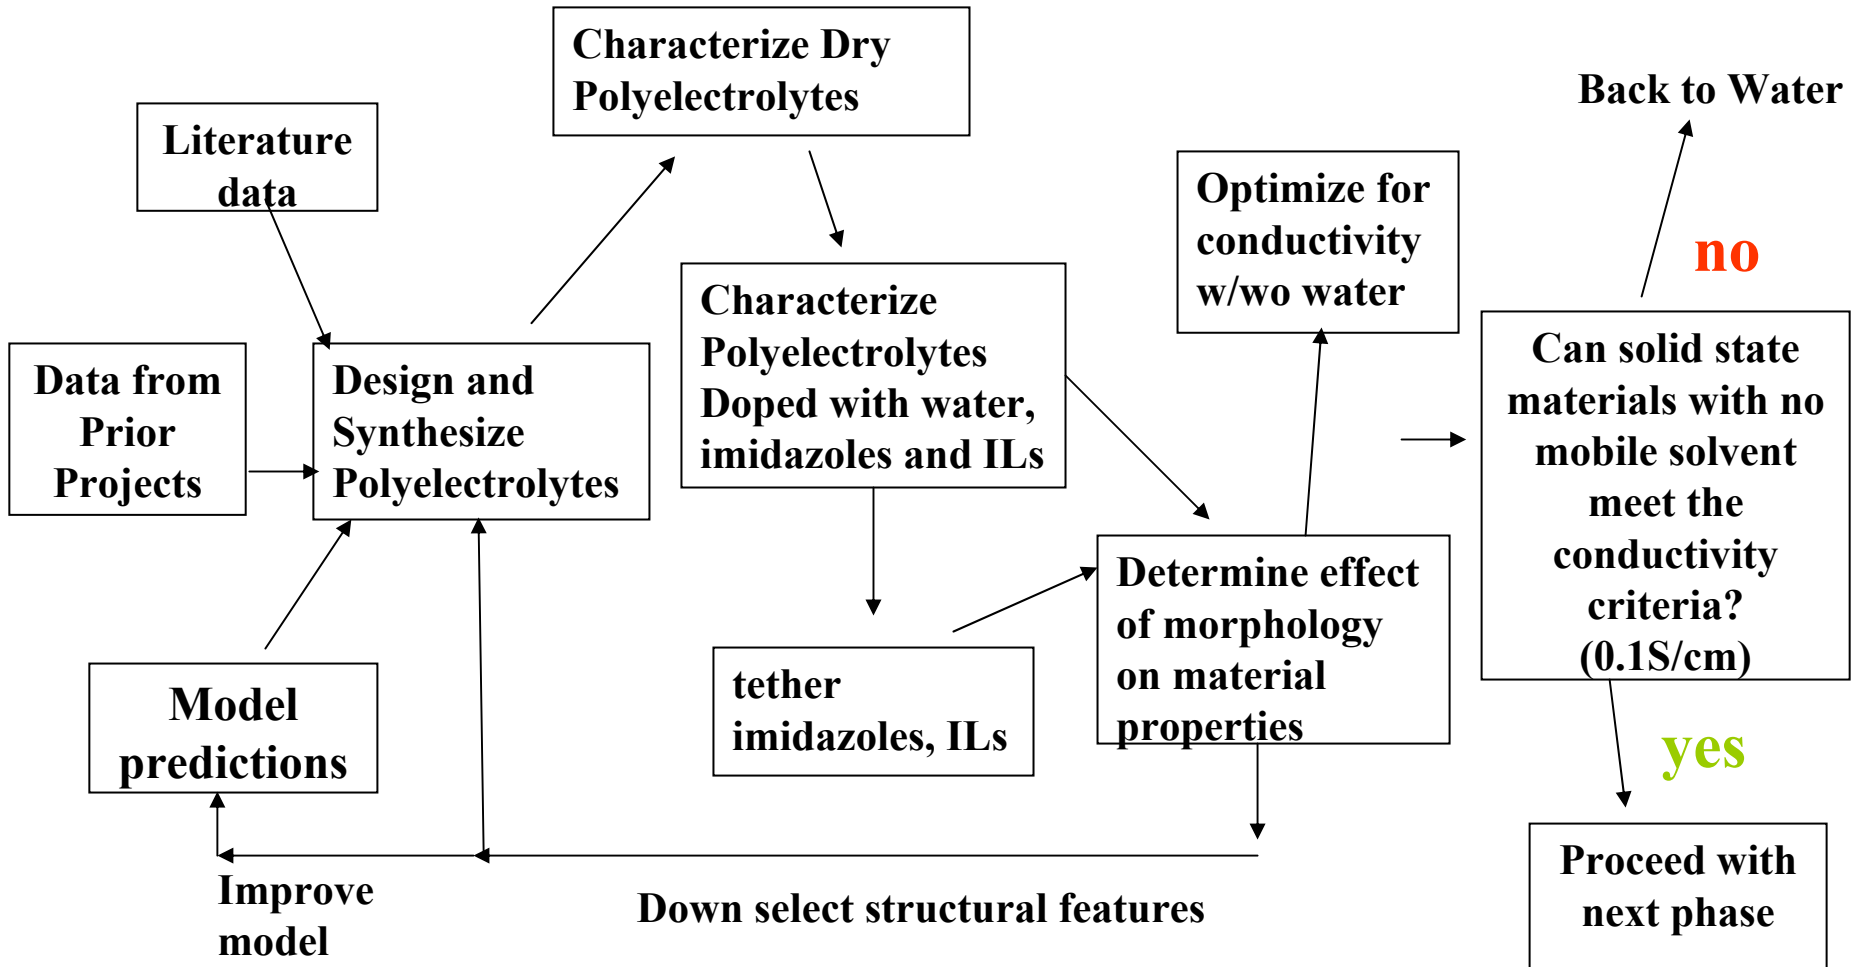 Characterize Dry
Polyelectrolytes
Back to Water
Literature
data
Optimize for
conductivity
w/wo water
no
Characterize
Polyelectrolytes
Doped with water,
imidazoles and ILs
Can solid state
materials with no
mobile solvent
meet the
conductivity
criteria?
(0.1S/cm)
Data from
Prior
Projects
Design and
Synthesize
Polyelectrolytes
Determine effect
of morphology
on material
properties
tether
imidazoles, ILs
Model
predictions
yes
Proceed with
next phase
Improve
model
Down select structural features